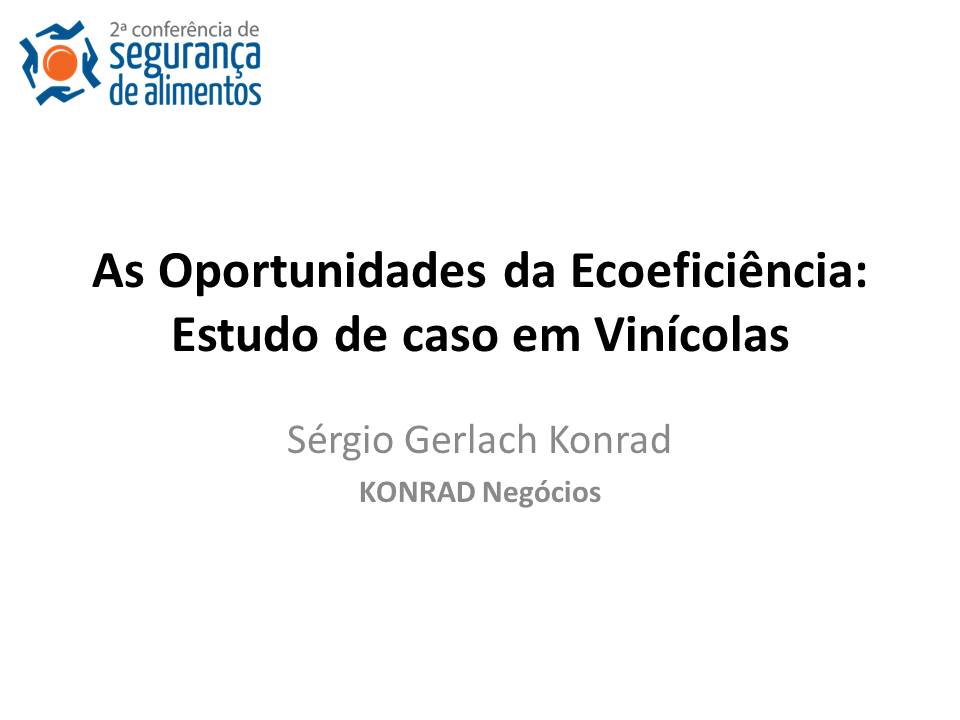 2ª conferência de
segurança
de alimentos
As Oportunidades da Ecoeficiência:
Estudo de caso em Vinícolas
Sérgio Gerlach Konrad
KONRAD Negócios